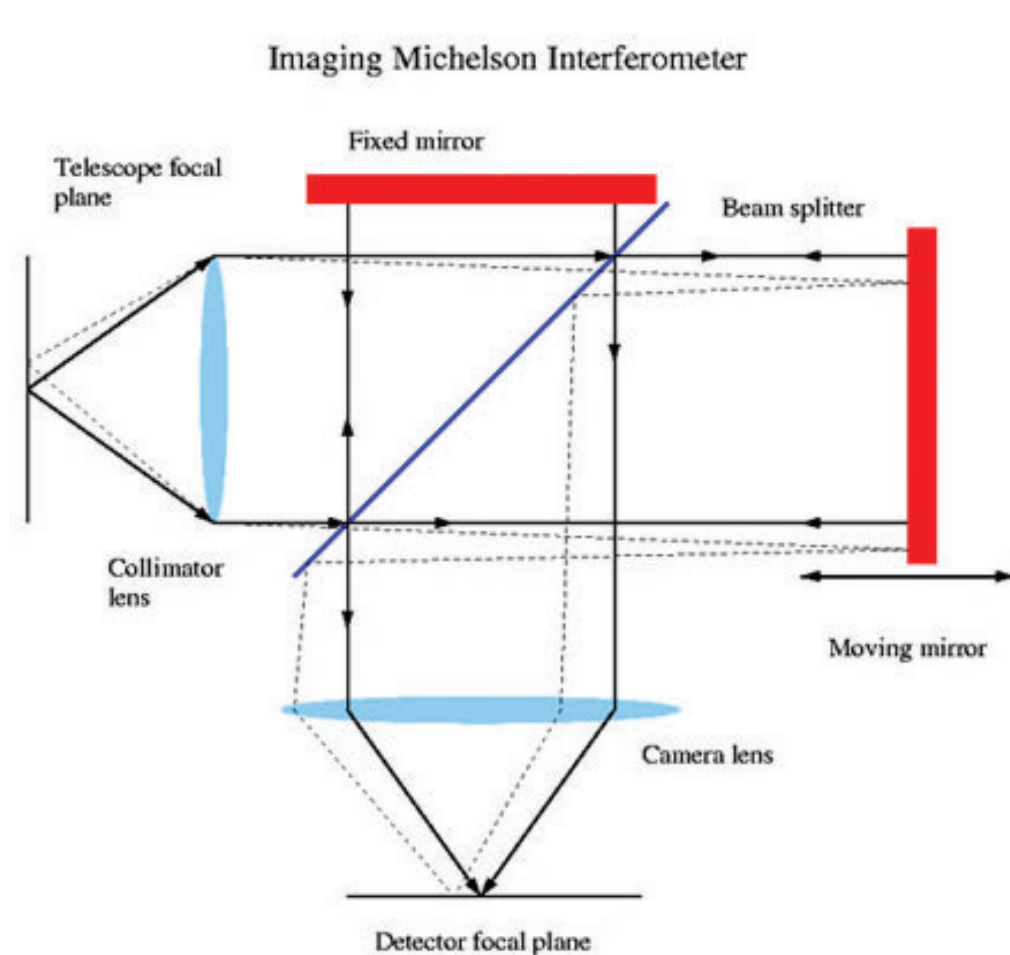 Imaging Michelson Interferometer
Fixed mirror
Telescope focal
plane
Beam splitter
Collimator
lens
Moving mirror
Camera lens
Detector focal plane